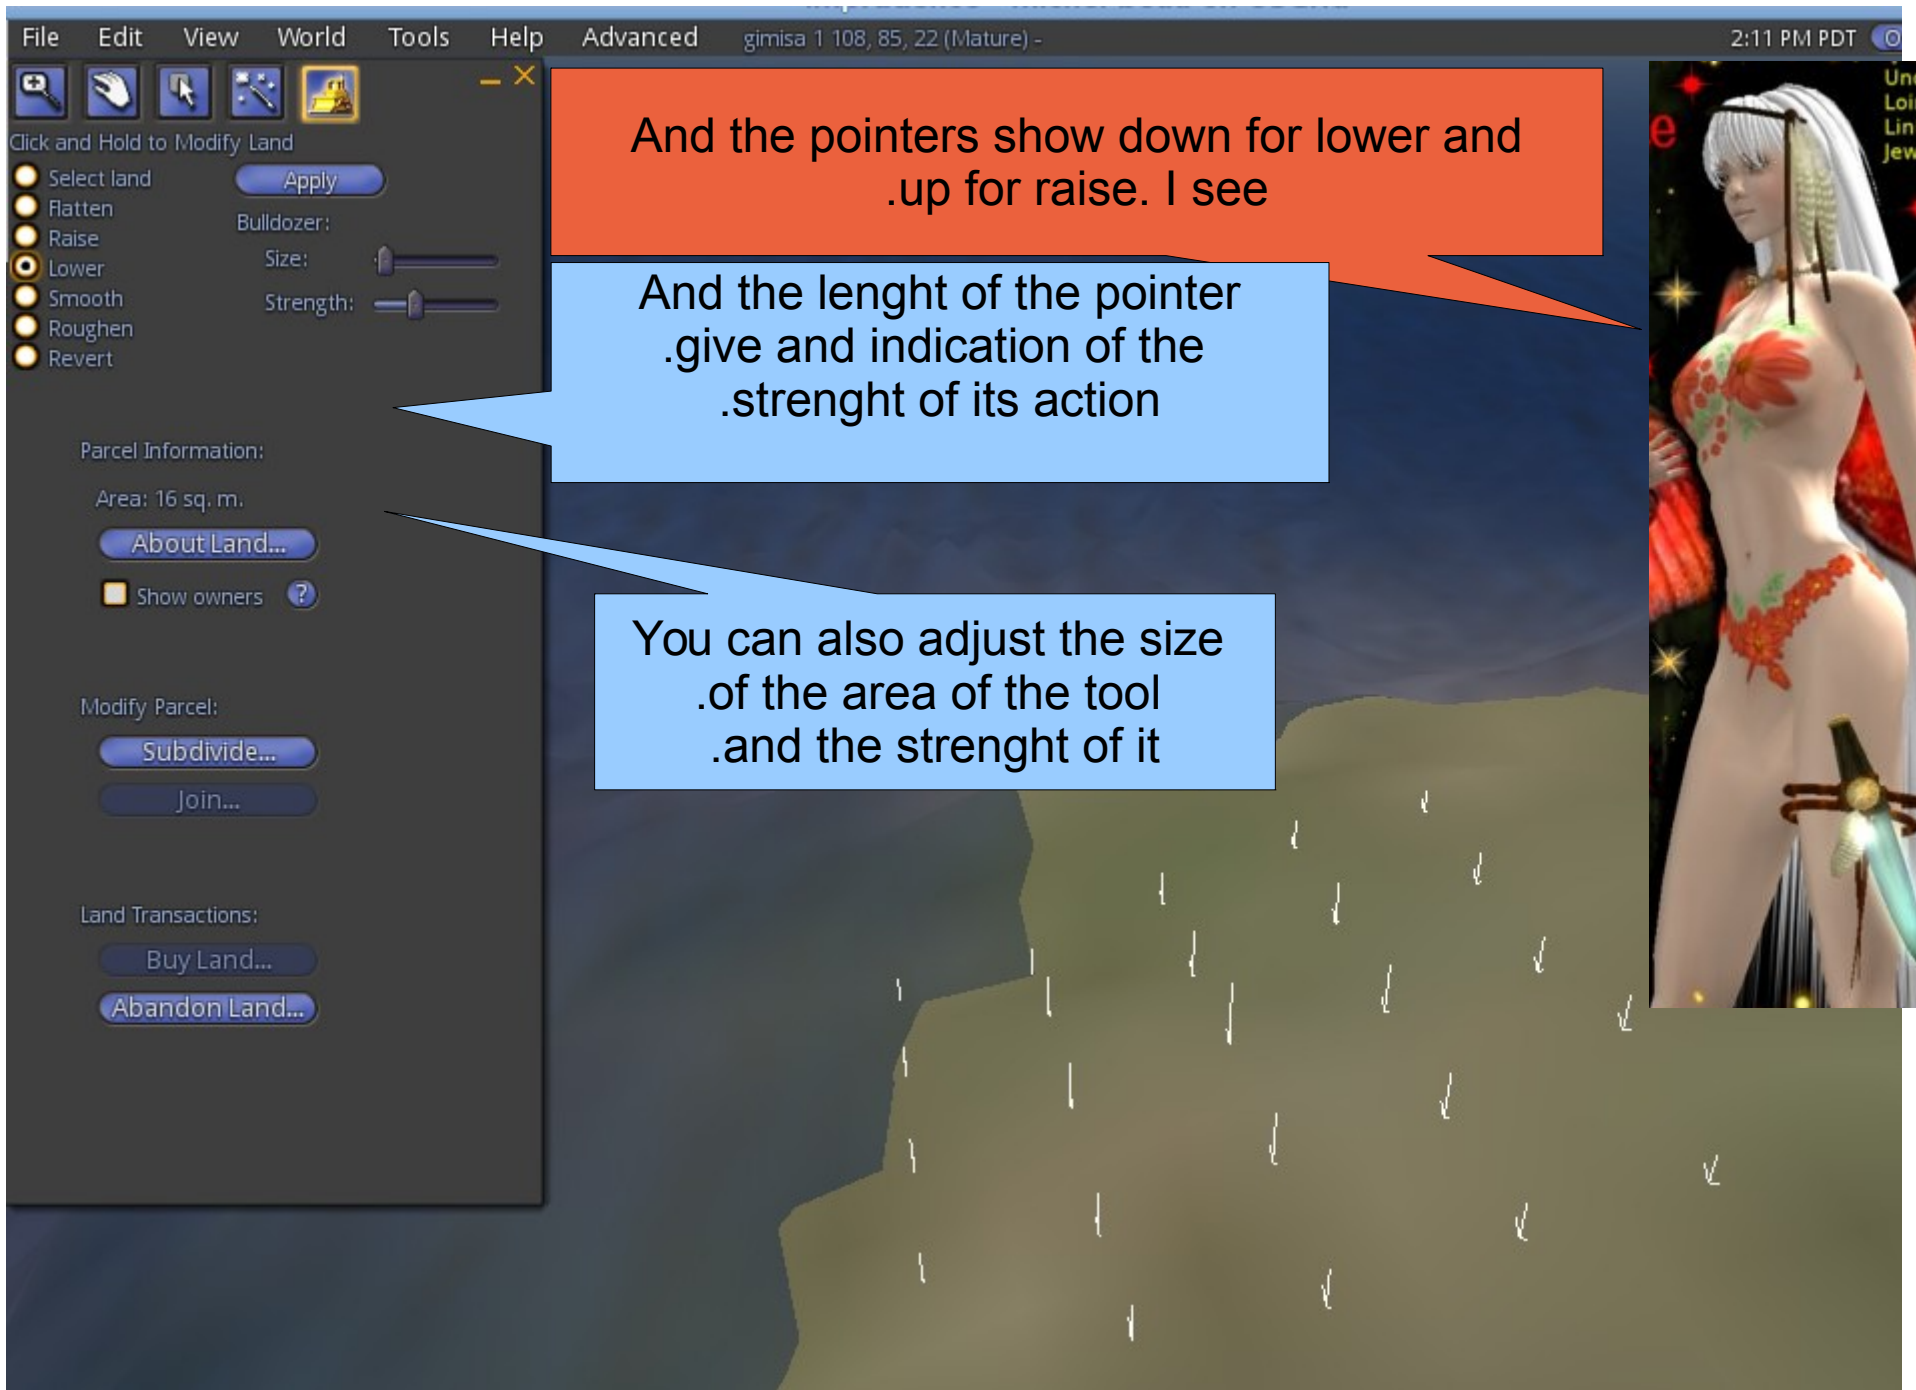 File Edit View World Tools Help Advanced gimisa 1 108, 85, 22 (Mature) - 2:11 PM PDT
Click and Hold to Modify Land
Select land
Flatten
Raise
Lower
Smooth
Roughen
Revert
Apply
Bulldozer:
Size:
Strength:
Parcel Information:
Area: 16 sq. m.
About Land...
Show owners ?
Modify Parcel:
Subdivide...
Join...
Land Transactions:
Buy Land...
Abandon Land...
And the pointers show down for lower and
.up for raise. I see
And the lenght of the pointer
.give and indication of the
.strenght of its action
You can also adjust the size
.of the area of the tool
.and the strenght of it
e